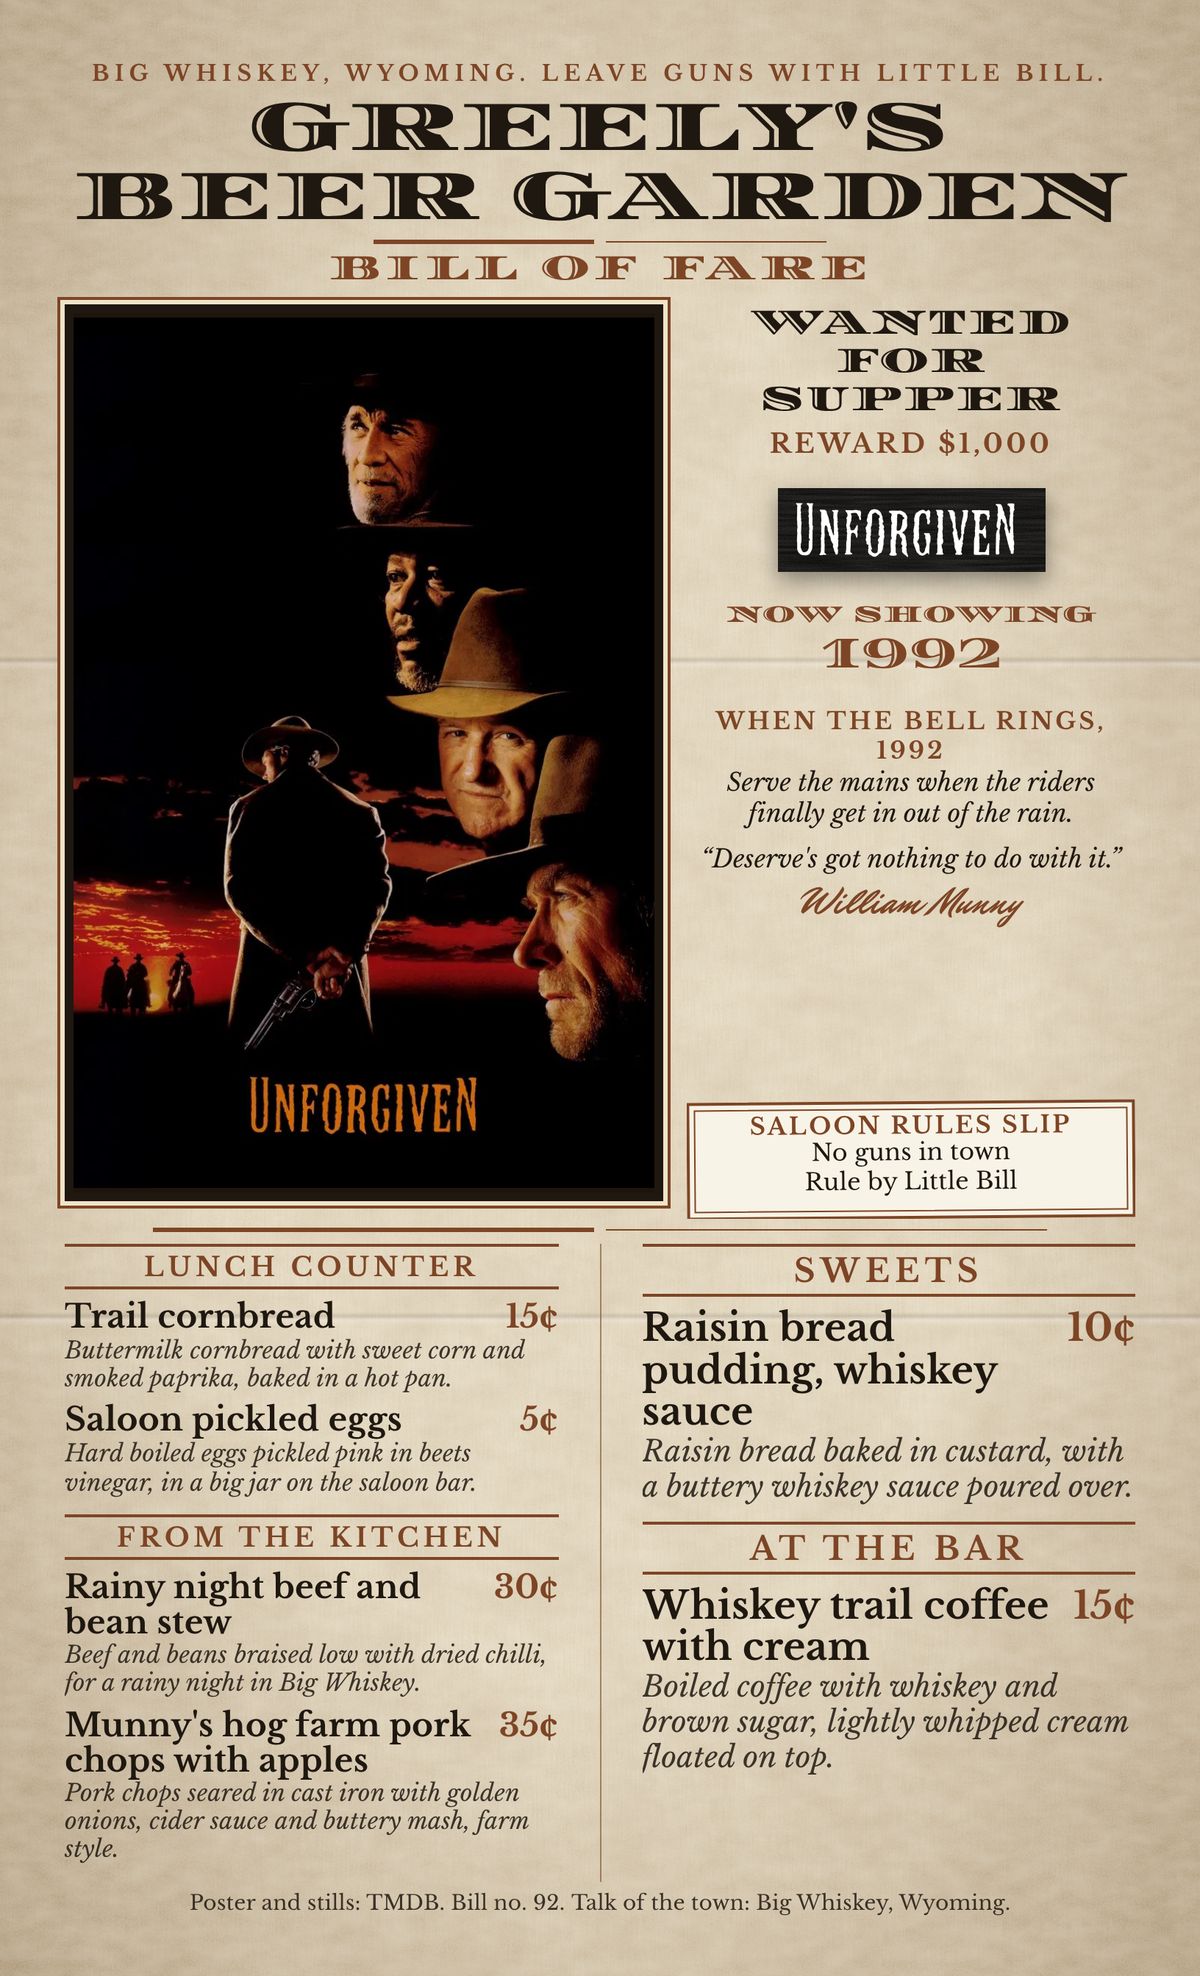 BIG WHISKEY, WYOMING. LEAVE GUNS WITH LITTLE BILL.
GREELY'S
BEER GARDEN
BILL OF FARE
UNFORGIVEN
WANTED
FOR
SUPPER
REWARD $1,000
UNFORGIVEN
NOW SHOWING
1992
WHEN THE BELL RINGS,
1992
Serve the mains when the riders
finally get in out of the rain.
“Deserve's got nothing to do with it.”
William Munny
SALOON RULES SLIP
No guns in town
Rule by Little Bill
LUNCH COUNTER
Trail cornbread 15¢
Buttermilk cornbread with sweet corn and
smoked paprika, baked in a hot pan.
Saloon pickled eggs 5¢
Hard boiled eggs pickled pink in beets
vinegar, in a big jar on the saloon bar.
FROM THE KITCHEN
Rainy night beef and 30¢
bean stew
Beef and beans braised low with dried chilli,
for a rainy night in Big Whiskey.
Munny's hog farm pork 35¢
chops with apples
Pork chops seared in cast iron with golden
onions, cider sauce and buttery mash, farm
style.
SWEETS
Raisin bread 10¢
pudding, whiskey
sauce
Raisin bread baked in custard, with
a buttery whiskey sauce poured over.
AT THE BAR
Whiskey trail coffee 15¢
with cream
Boiled coffee with whiskey and
brown sugar, lightly whipped cream
floated on top.
Poster and stills: TMDB. Bill no. 92. Talk of the town: Big Whiskey, Wyoming.